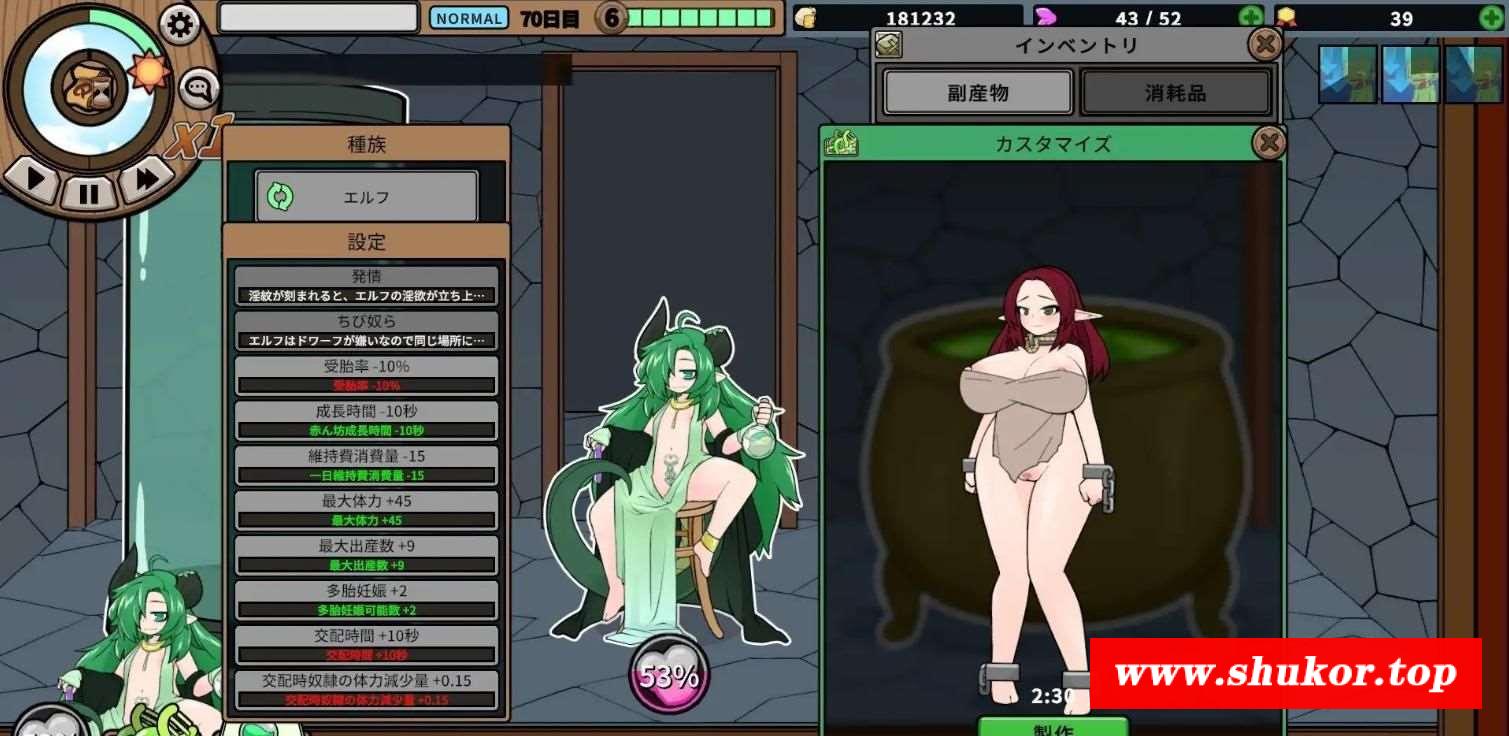 NORMAL 70日目 6
181232
43 / 52
39
X1
インベントリ
副産物
消耗品
種族
エルフ
設定
発情
淫紋が刻まれると、エルフの淫欲が立ち上…
ちび奴ら
エルフはドワーフが嫌いなので同じ場所に…
受胎率 -10%
受胎率 -10%
成長時間 -10秒
赤ん坊成長時間 -10秒
維持費消費量 -15
一日維持費消費量 -15
最大体力 +45
最大体力 +45
最大出産数 +9
最大出産数 +9
多胎妊娠 +2
多胎妊娠可能数 +2
交配時間 +10秒
交配時間 +10秒
交配時奴隷の体力減少量 +0.15
交配時奴隷の体力減少量 +0.15
53%
カスタマイズ
2:30
製作
www.shukor.top